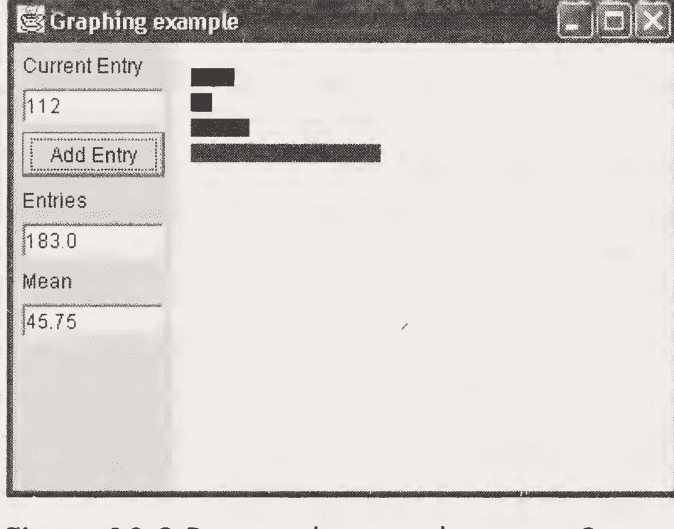 Graphing example
Current Entry
112
Add Entry
Entries
183.0
Mean
45.75